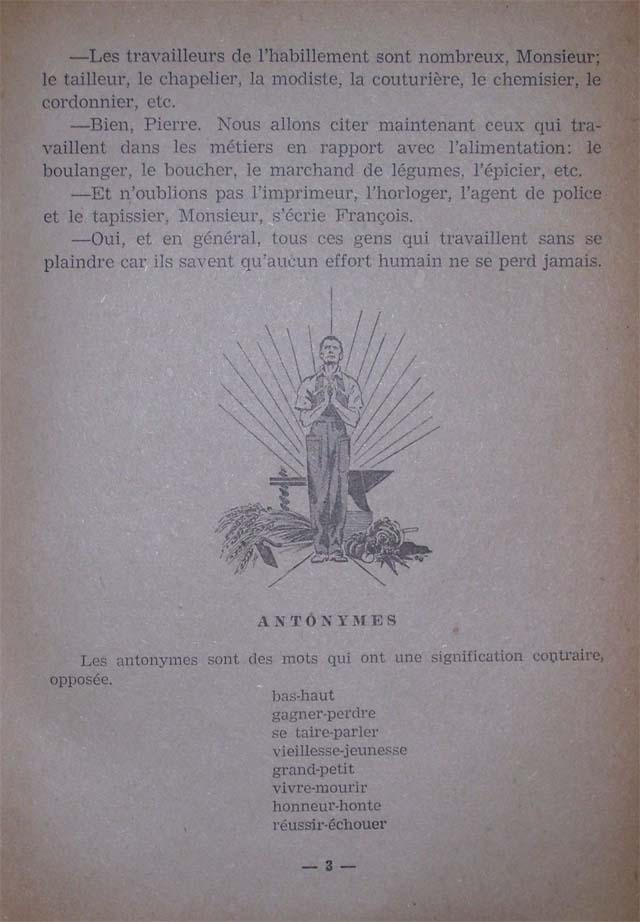 —Les travailleurs de l'habillement sont nombreux, Monsieur;
le tailleur, le chapelier, la modiste, la couturière, le chemisier, le
cordonnier, etc.
—Bien, Pierre. Nous allons citer maintenant ceux qui tra-
vaillent dans les métiers en rapport avec l'alimentation: le
boulanger, le boucher, le marchand de légumes, l'épicier, etc.
—Et n'oublions pas l'imprimeur, l'horloger, l'agent de police
et le tapissier, Monsieur, s'écrie François.
—Oui, et en général, tous ces gens qui travaillent sans se
plaindre car ils savent qu'aucun effort humain ne se perd jamais.
ANTÓNYMES
Les antonymes sont des mots qui ont une signification contraire,
opposée.
bas-haut
gagner-perdre
se taire-parler
vieillesse-jeunesse
grand-petit
vivre-mourir
honneur-honte
réussir-échouer
— 3 —